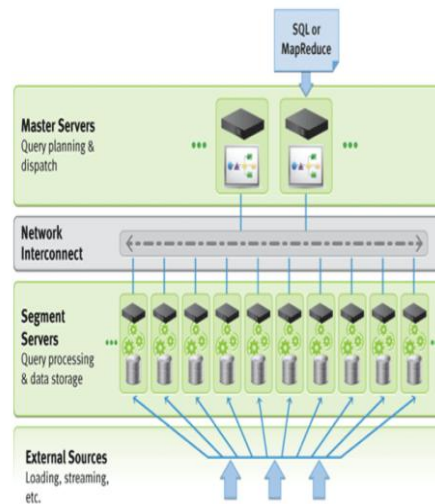 SQL or
MapReduce
Master Servers
Query planning &
dispatch
Network
Interconnect
Segment
Servers
Query processing
& data storage
External Sources
Loading, streaming,
etc.